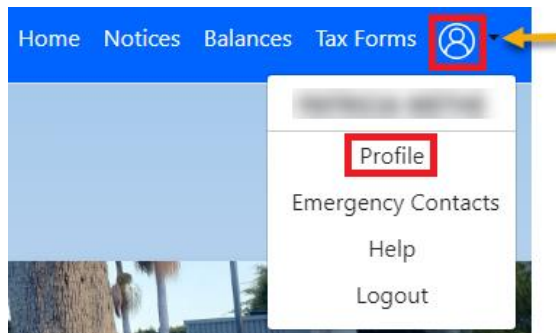 Home Notices Balances Tax Forms
Profile
Emergency Contacts
Help
Logout